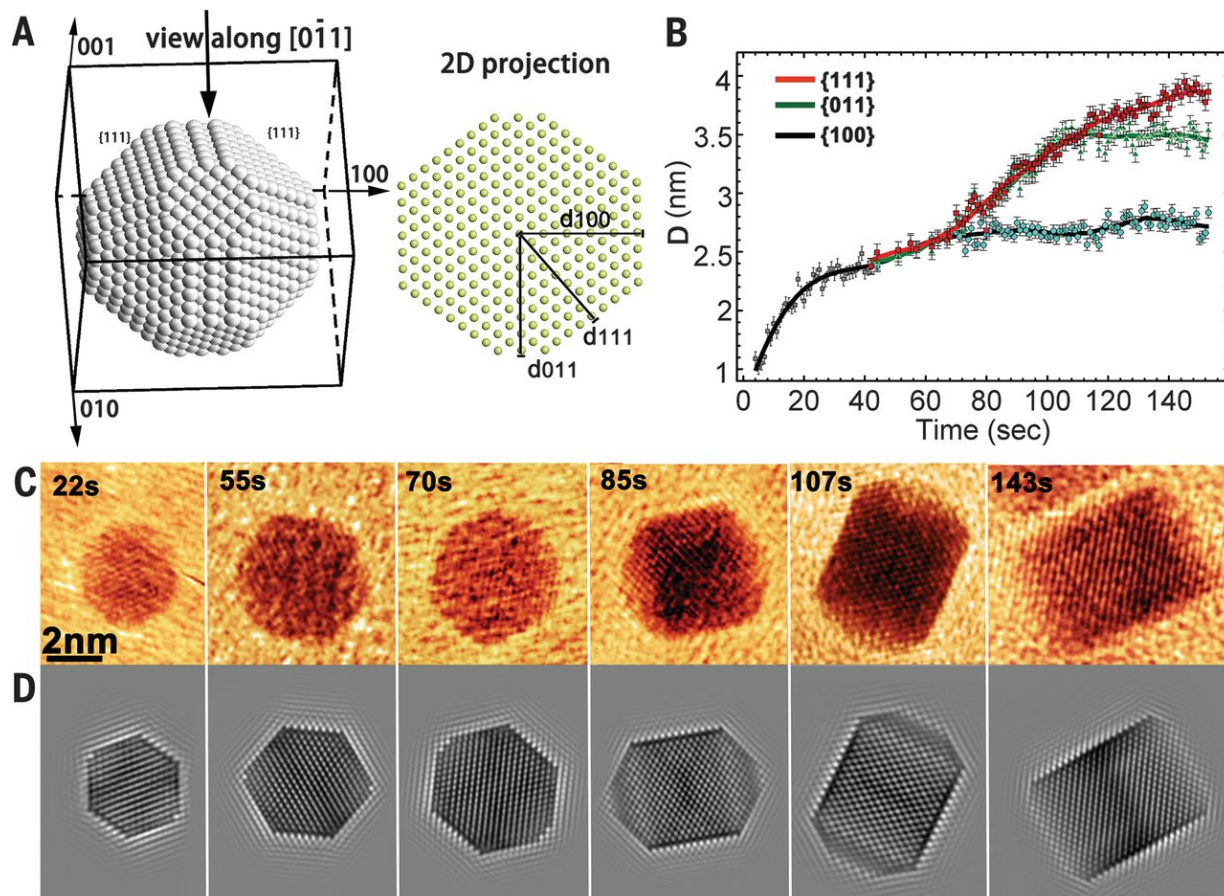 A
001
view along [0̄11]
{111}
{111}
100
010
2D projection
d100
d111
d011
B
{111}
{011}
{100}
D (nm)
4
3.5
3
2.5
2
1
0
20
40
60
80
100
120
140
Time (sec)
C
22s
55s
70s
85s
107s
143s
2nm
D